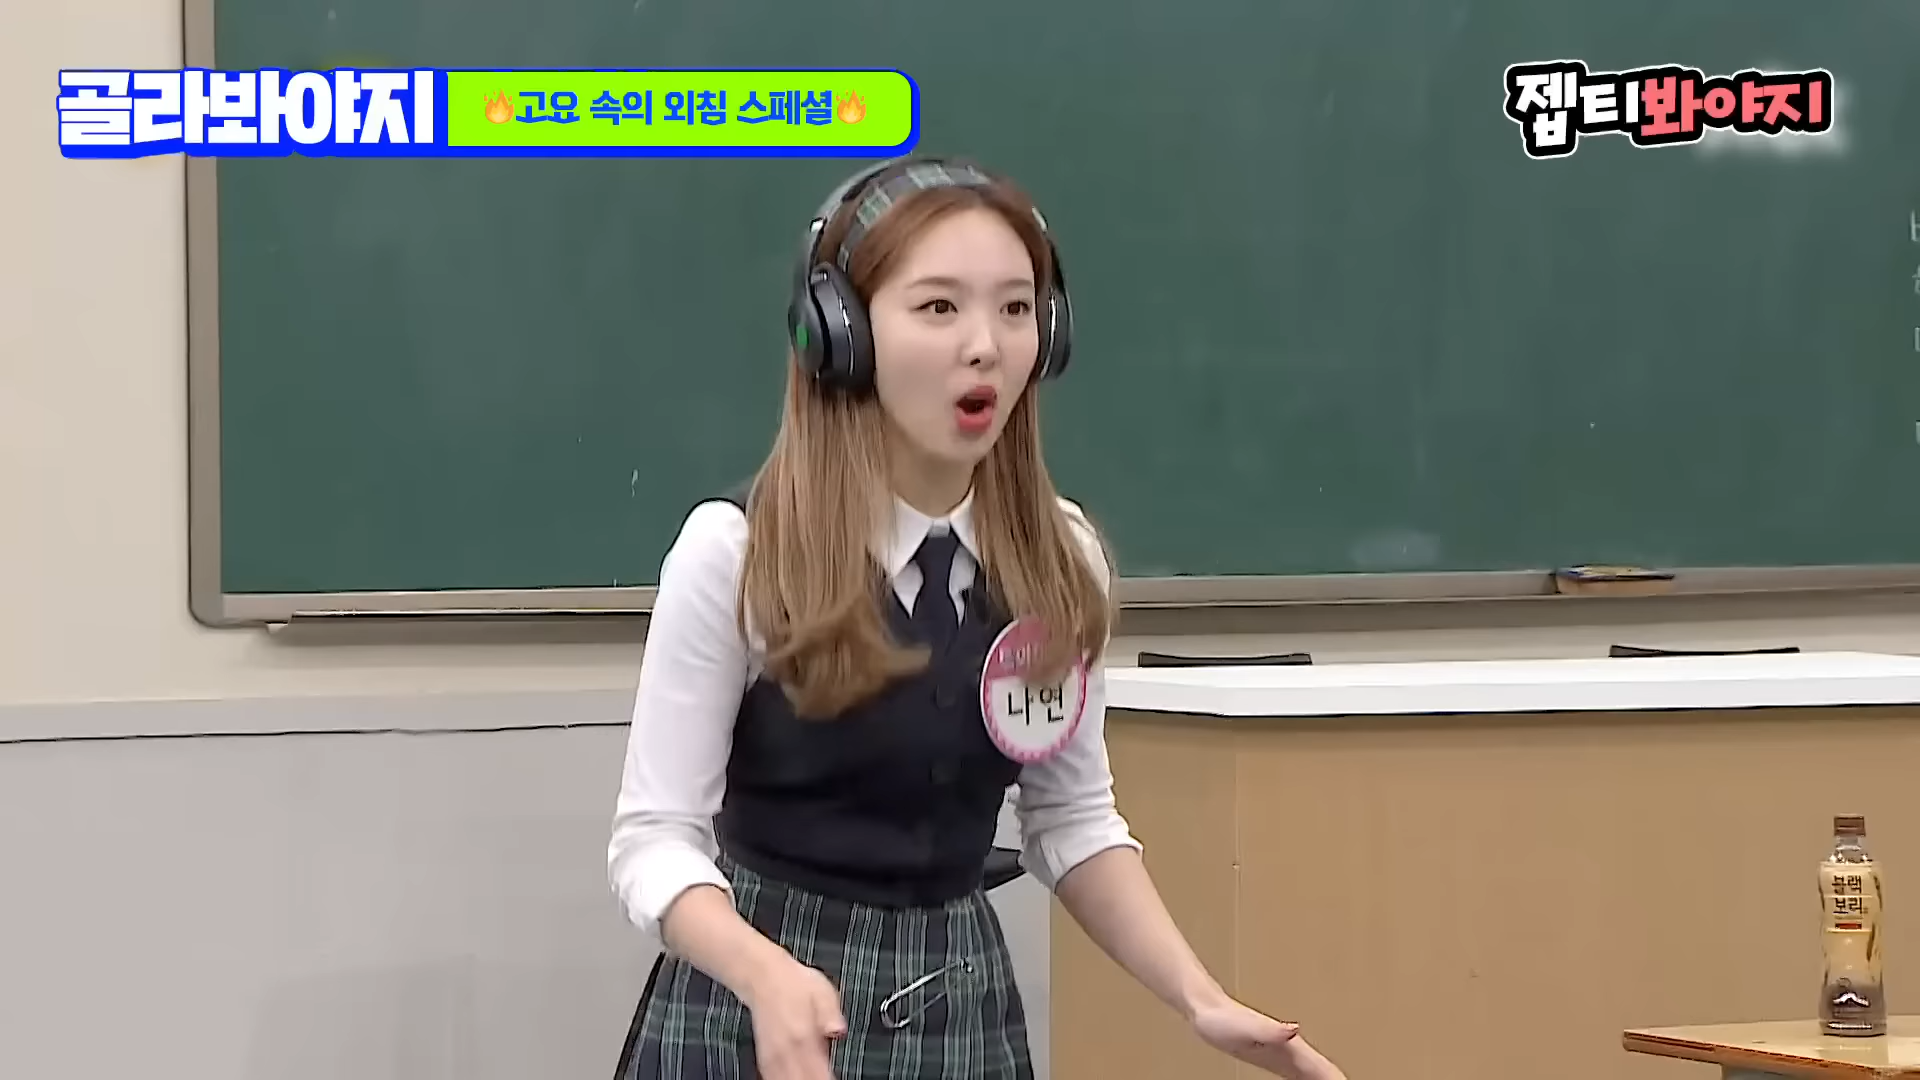 골라봐야지
🔥고요 속의 외침 스페셜🔥
젭티봐야지
나연
블랙
보리